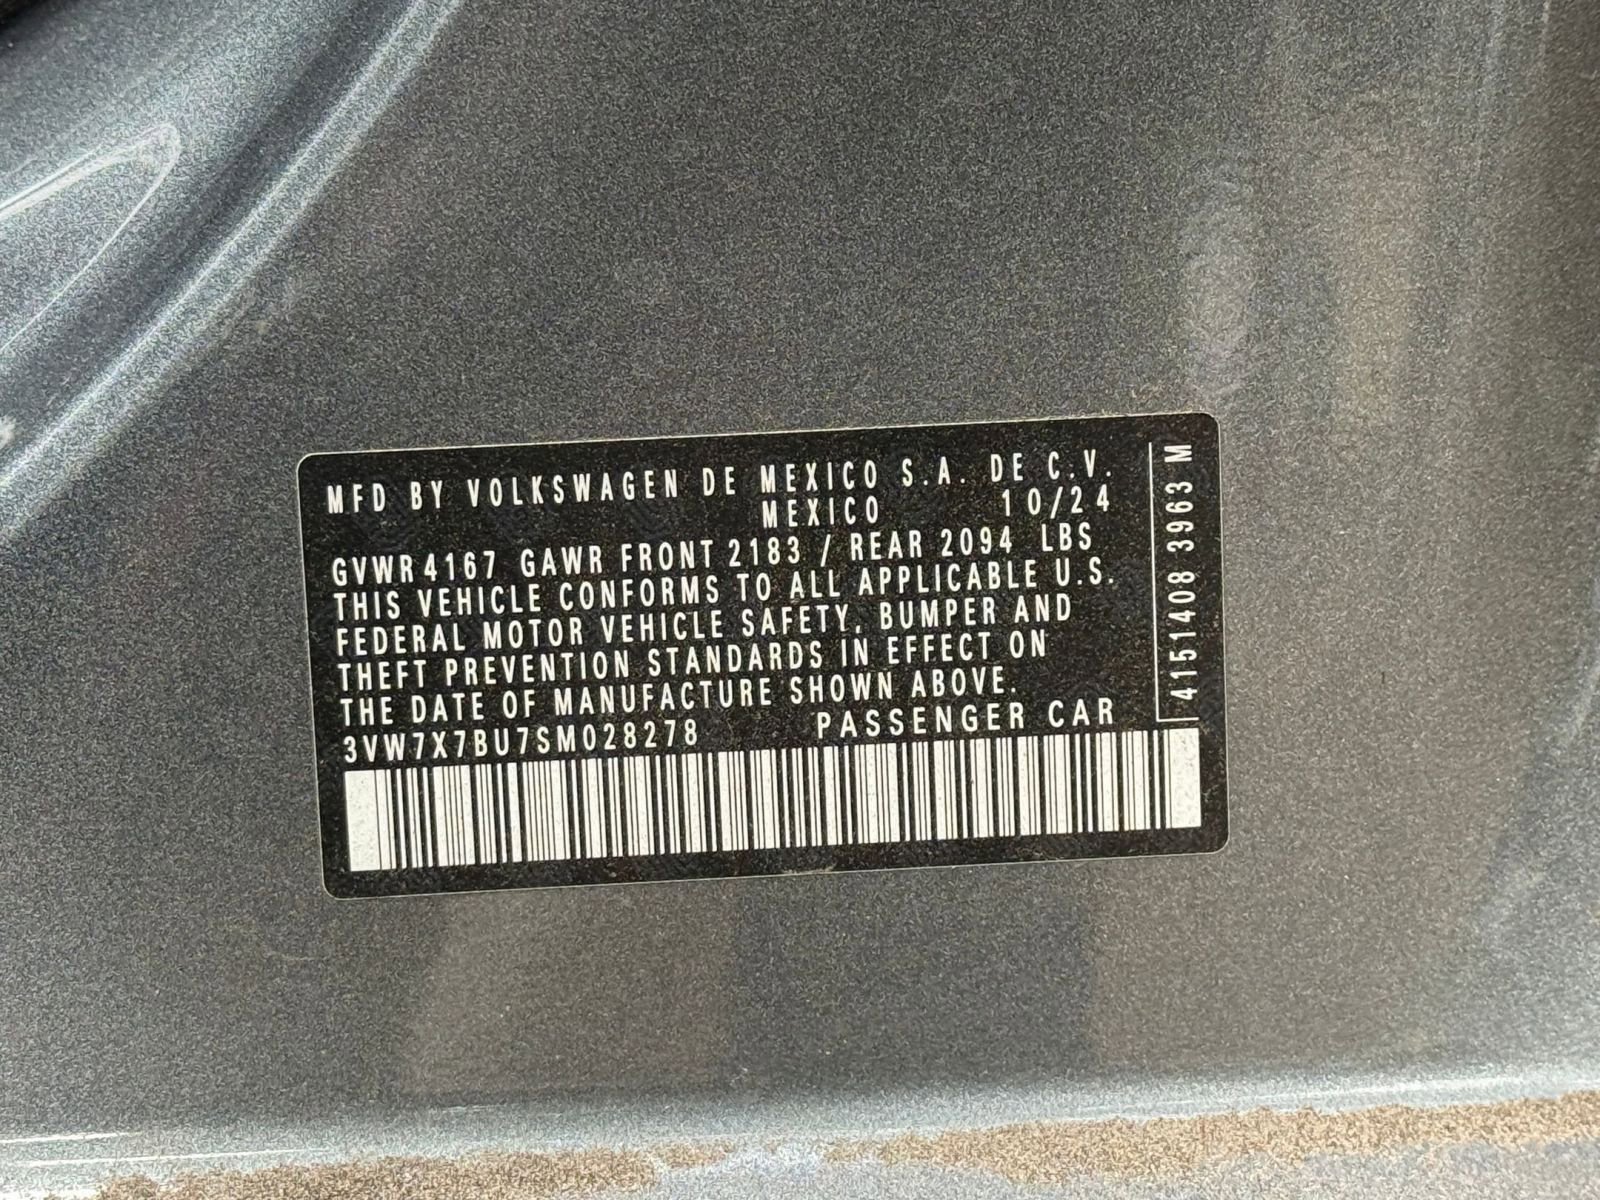 MFD BY VOLKSWAGEN DE MEXICO S.A. DE C.V.
MEXICO 10/24
GVWR 4167 GAWR FRONT 2183 / REAR 2094 LBS
THIS VEHICLE CONFORMS TO ALL APPLICABLE U.S.
FEDERAL MOTOR VEHICLE SAFETY, BUMPER AND
THEFT PREVENTION STANDARDS IN EFFECT ON
THE DATE OF MANUFACTURE SHOWN ABOVE.
3VW7X7BU7SM028278 PASSENGER CAR
4151408 3963 M